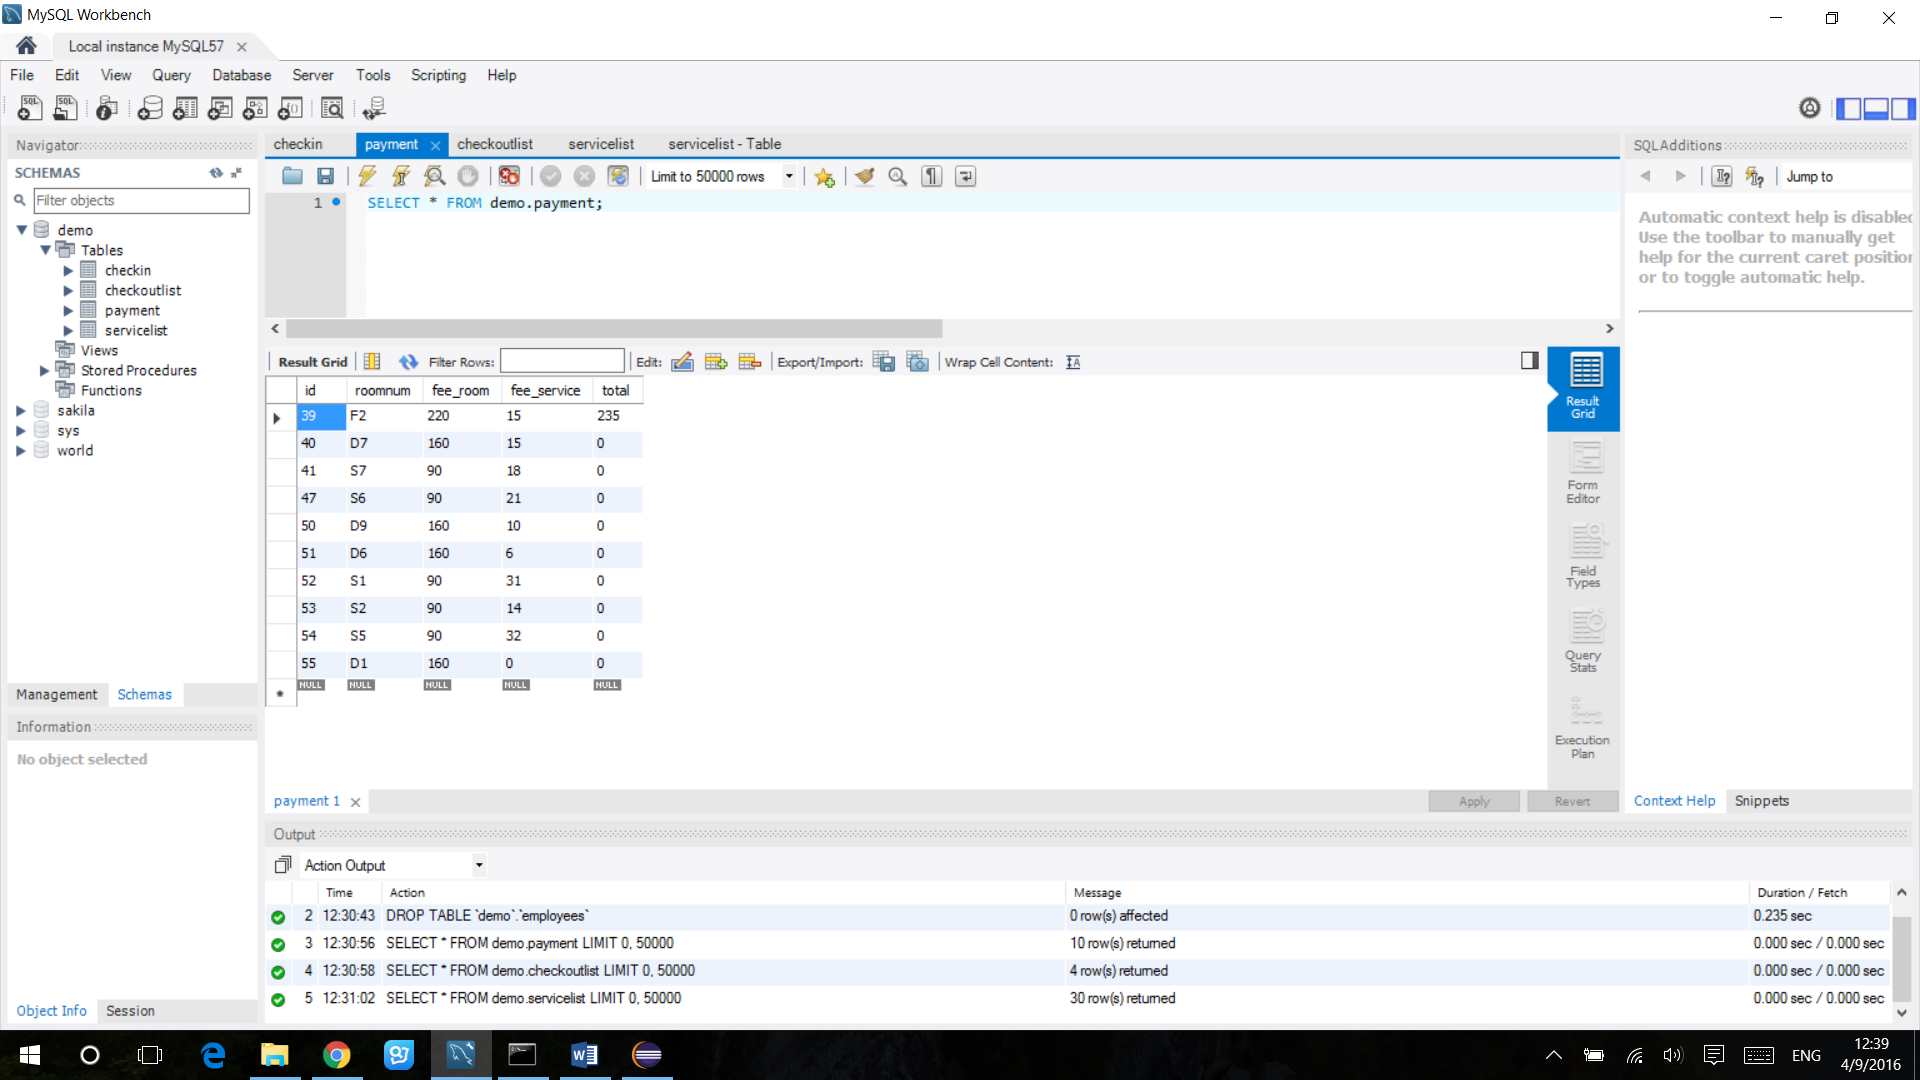 MySQL Workbench
Local instance MySQL57
File Edit View Query Database Server Tools Scripting Help
Navigator
SCHEMAS
Filter objects
demo
Tables
checkin
checkoutlist
payment
servicelist
Views
Stored Procedures
Functions
sakila
sys
world
Management Schemas
Information
No object selected
Object Info Session
checkin payment checkoutlist servicelist servicelist - Table
Limit to 50000 rows
1 SELECT * FROM demo.payment;
Result Grid Filter Rows: Edit: Export/Import: Wrap Cell Content:
id roomnum fee_room fee_service total
39 F2 220 15 235
40 D7 160 15 0
41 S7 90 18 0
47 S6 90 21 0
50 D9 160 10 0
51 D6 160 6 0
52 S1 90 31 0
53 S2 90 14 0
54 S5 90 32 0
55 D1 160 0 0
NULL NULL NULL NULL NULL
Result
Grid
Form
Editor
Field
Types
Query
Stats
Execution
Plan
payment 1
Apply Revert
SQLAdditions
Jump to
Automatic context help is disabled
Use the toolbar to manually get
help for the current caret position
or to toggle automatic help.
Context Help Snippets
Output
Action Output
Time Action Message Duration / Fetch
2 12:30:43 DROP TABLE `demo`.`employees` 0 row(s) affected 0.235 sec
3 12:30:56 SELECT * FROM demo.payment LIMIT 0, 50000 10 row(s) returned 0.000 sec / 0.000 sec
4 12:30:58 SELECT * FROM demo.checkoutlist LIMIT 0, 50000 4 row(s) returned 0.000 sec / 0.000 sec
5 12:31:02 SELECT * FROM demo.servicelist LIMIT 0, 50000 30 row(s) returned 0.000 sec / 0.000 sec
ENG
12:39
4/9/2016